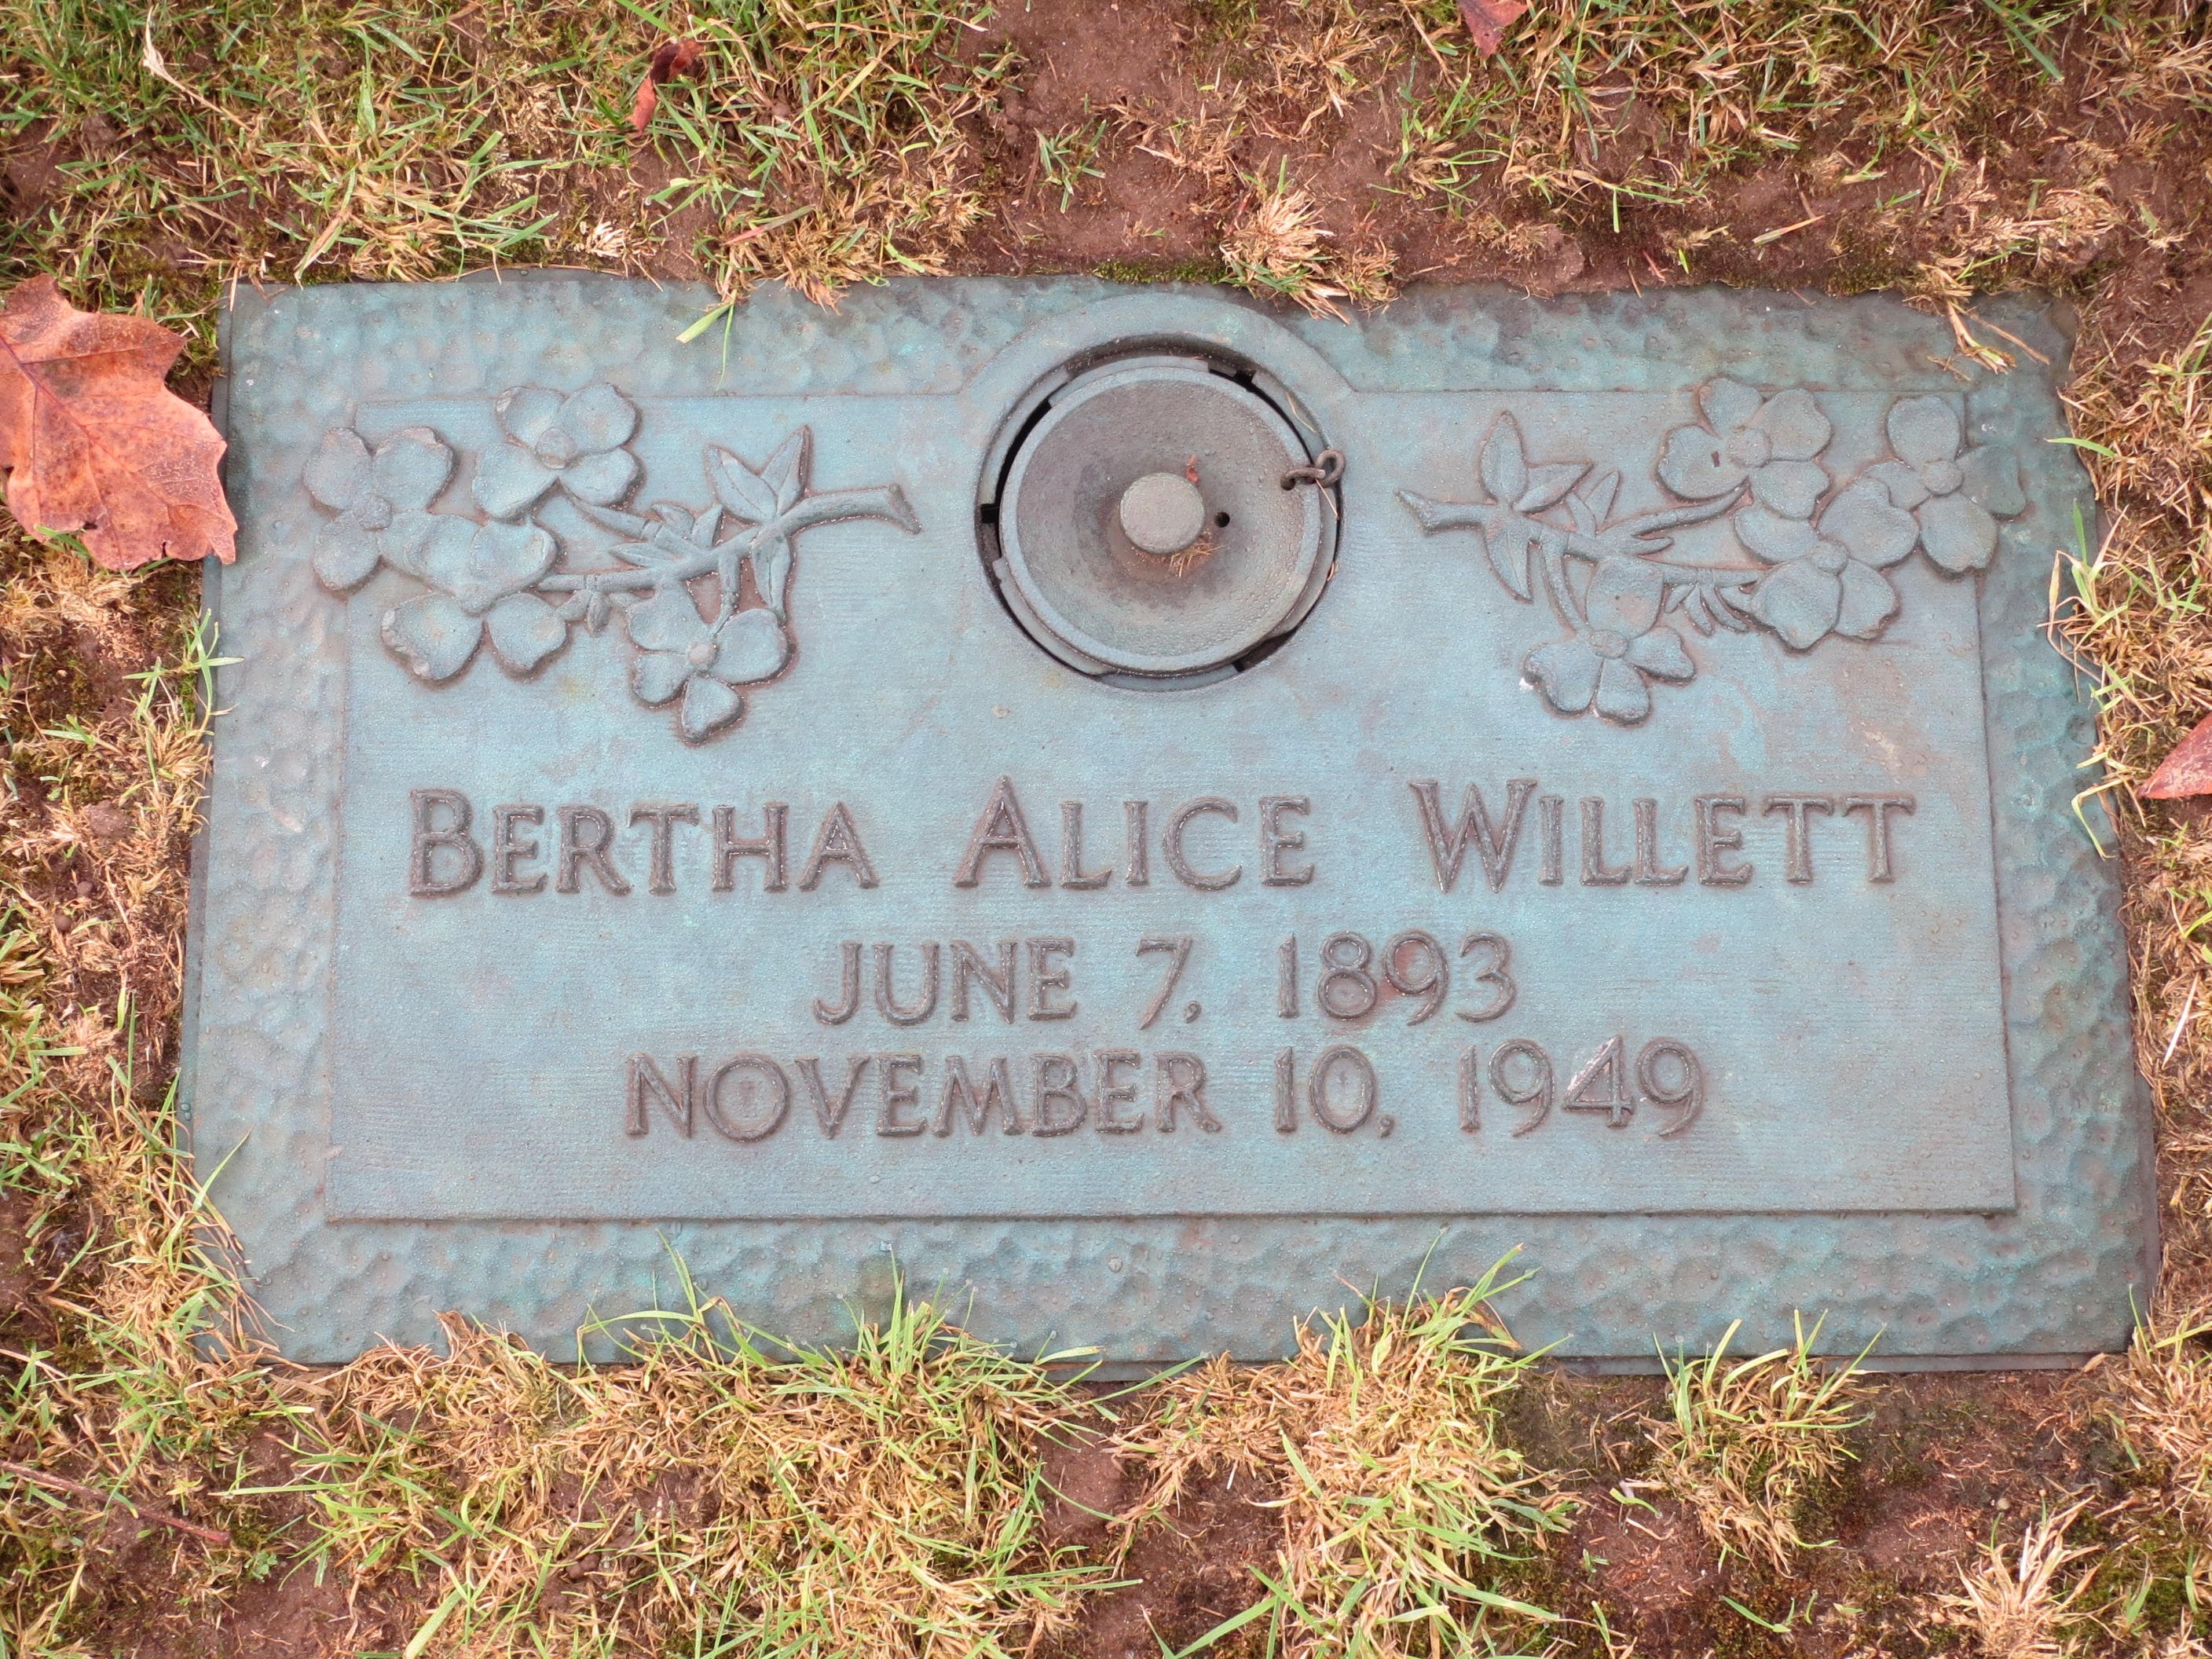 BERTHA ALICE WILLETT
JUNE 7, 1893
NOVEMBER 10, 1949